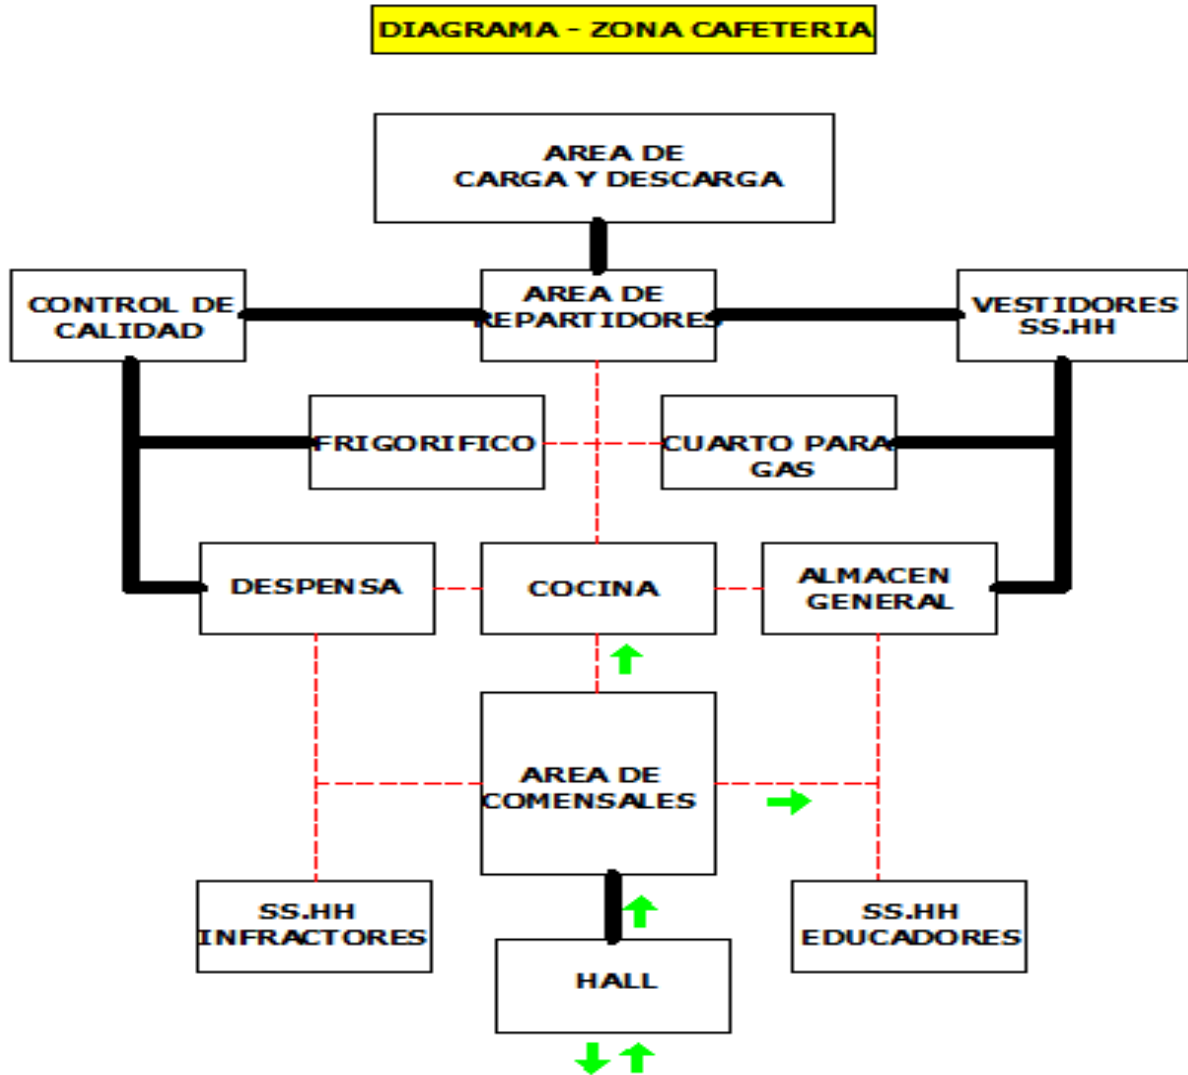 DIAGRAMA - ZONA CAFETERIA
AREA DE
CARGA Y DESCARGA
CONTROL DE
CALIDAD
AREA DE
REPARTIDORES
VESTIDORES
SS.HH
FRIGORIFICO
CUARTO PARA
GAS
DESPENSA
COCINA
ALMACEN
GENERAL
AREA DE
COMENSALES
SS.HH
INFRACTORES
HALL
SS.HH
EDUCADORES